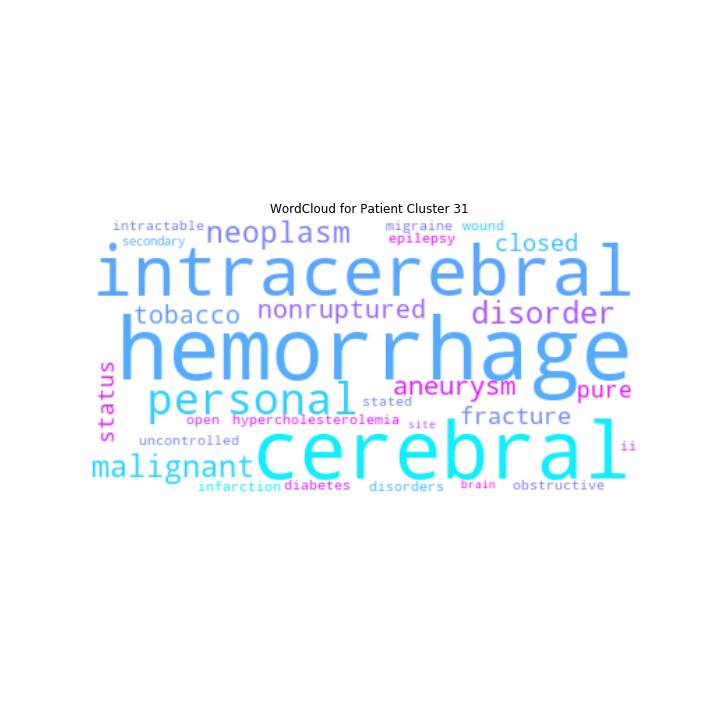 WordCloud for Patient Cluster 31
intractable
migraine
wound
secondary
neoplasm
epilepsy
closed
intracerebral
tobacco
nonruptured
disorder
hemorrhage
status
personal
aneurysm
pure
stated
open
hypercholesterolemia
site
fracture
uncontrolled
cerebral
ii
malignant
infarction
diabetes
disorders
brain
obstructive